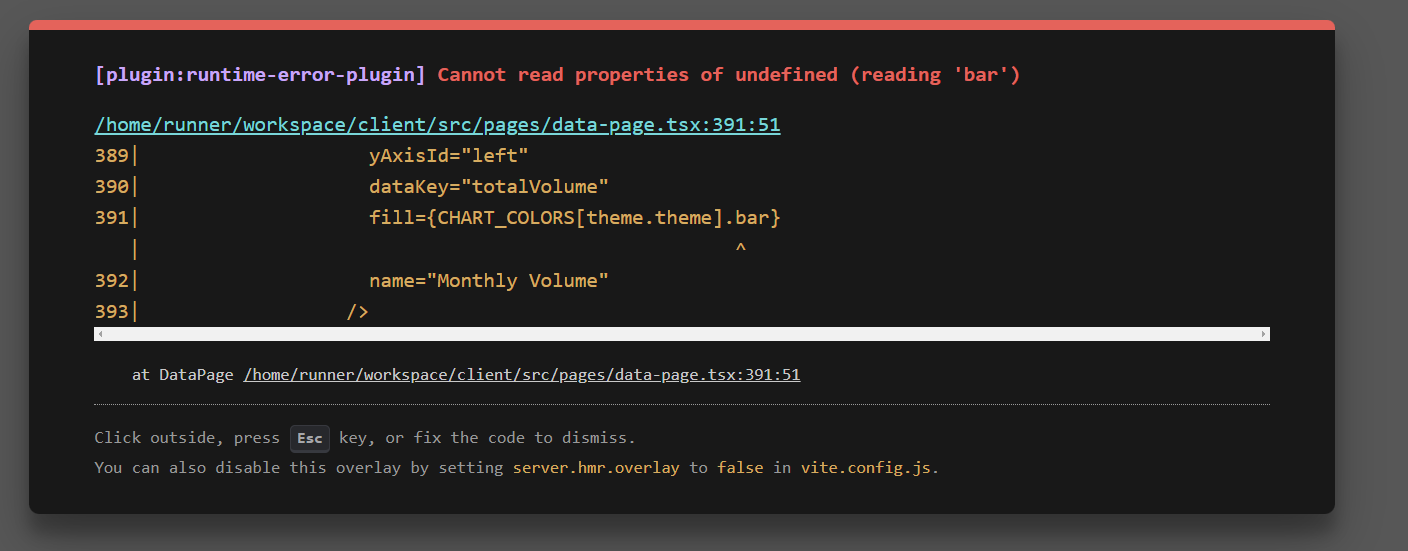 [plugin:runtime-error-plugin] Cannot read properties of undefined (reading 'bar')
/home/runner/workspace/client/src/pages/data-page.tsx:391:51
389|                    yAxisId="left"
390|                    dataKey="totalVolume"
391|                    fill={CHART_COLORS[theme.theme].bar}
   |                                                    ^
392|                    name="Monthly Volume"
393|                  />
at DataPage /home/runner/workspace/client/src/pages/data-page.tsx:391:51
Click outside, press Esc key, or fix the code to dismiss.
You can also disable this overlay by setting server.hmr.overlay to false in vite.config.js.